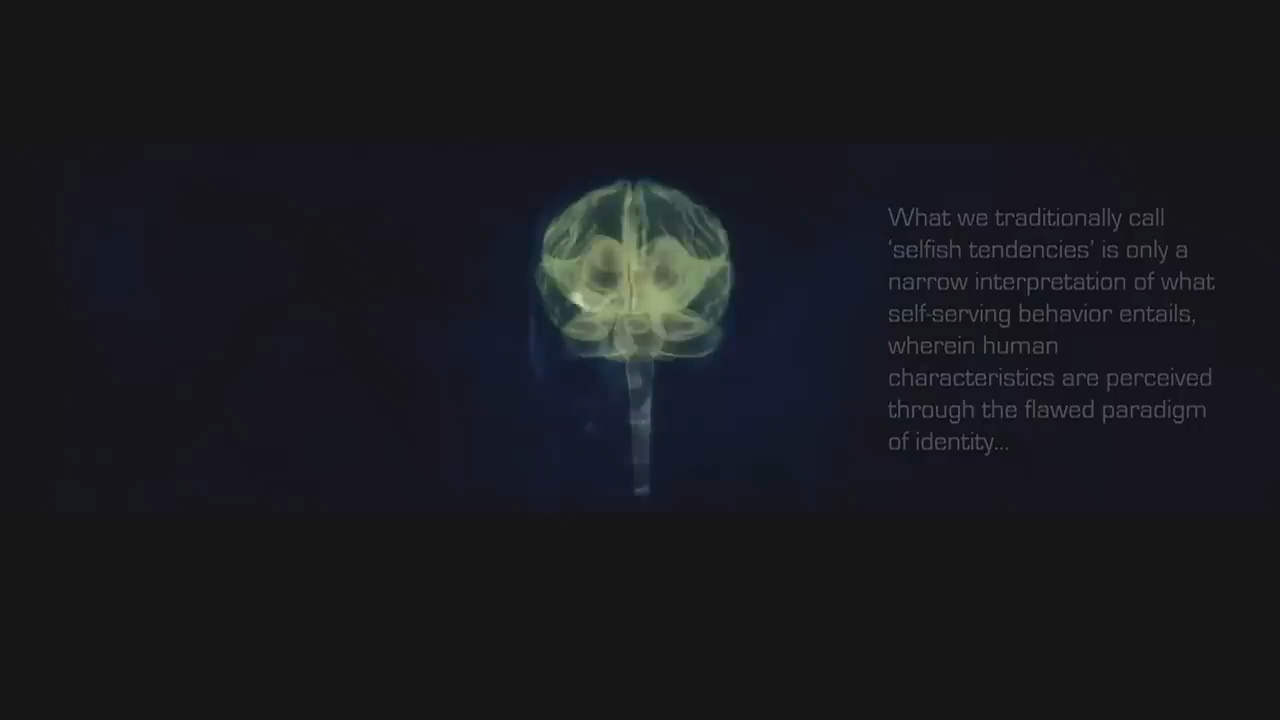 What we traditionally call
‘selfish tendencies’ is only a
narrow interpretation of what
self-serving behavior entails,
wherein human
characteristics are perceived
through the flawed paradigm
of identity...